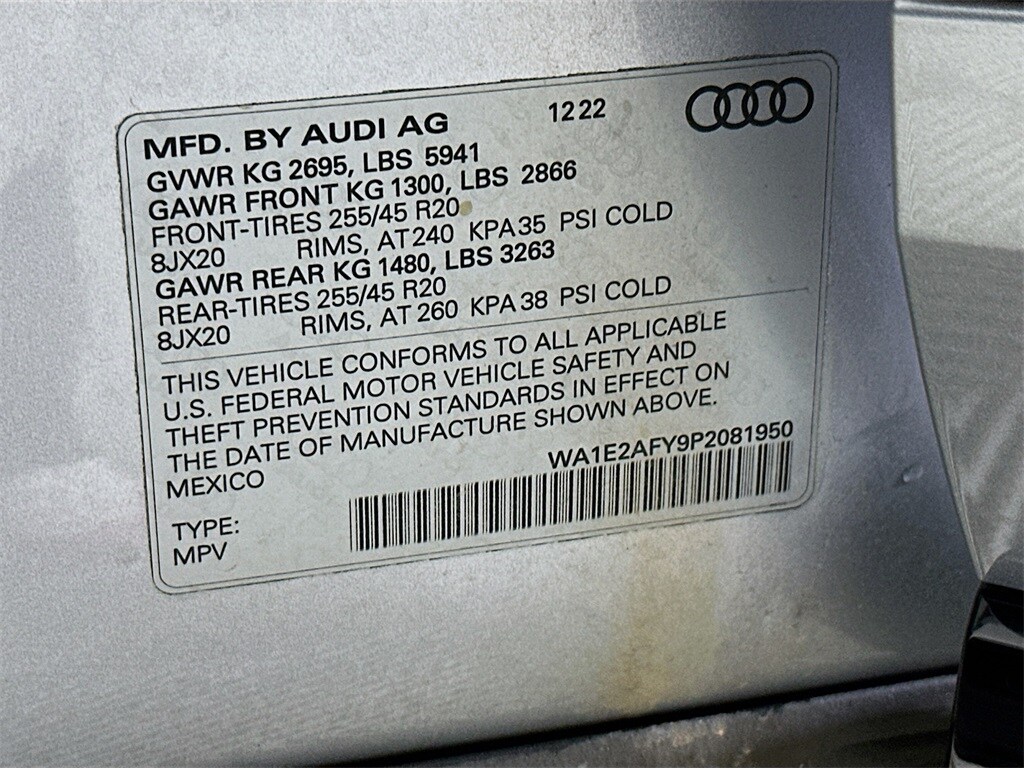 MFD. BY AUDI AG 12 22
GVWR KG 2695, LBS 5941
GAWR FRONT KG 1300, LBS 2866
FRONT-TIRES 255/45 R20
8JX20 RIMS, AT 240 KPA 35 PSI COLD
GAWR REAR KG 1480, LBS 3263
REAR-TIRES 255/45 R20
8JX20 RIMS, AT 260 KPA 38 PSI COLD
THIS VEHICLE CONFORMS TO ALL APPLICABLE
U.S. FEDERAL MOTOR VEHICLE SAFETY AND
THEFT PREVENTION STANDARDS IN EFFECT ON
THE DATE OF MANUFACTURE SHOWN ABOVE.
MEXICO WA1E2AFY9P2081950
TYPE:
MPV